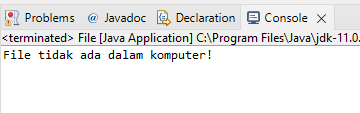 Problems @ Javadoc Declaration Console
<terminated> File [Java Application] C:\Program Files\Java\jdk-11.0.
File tidak ada dalam komputer!